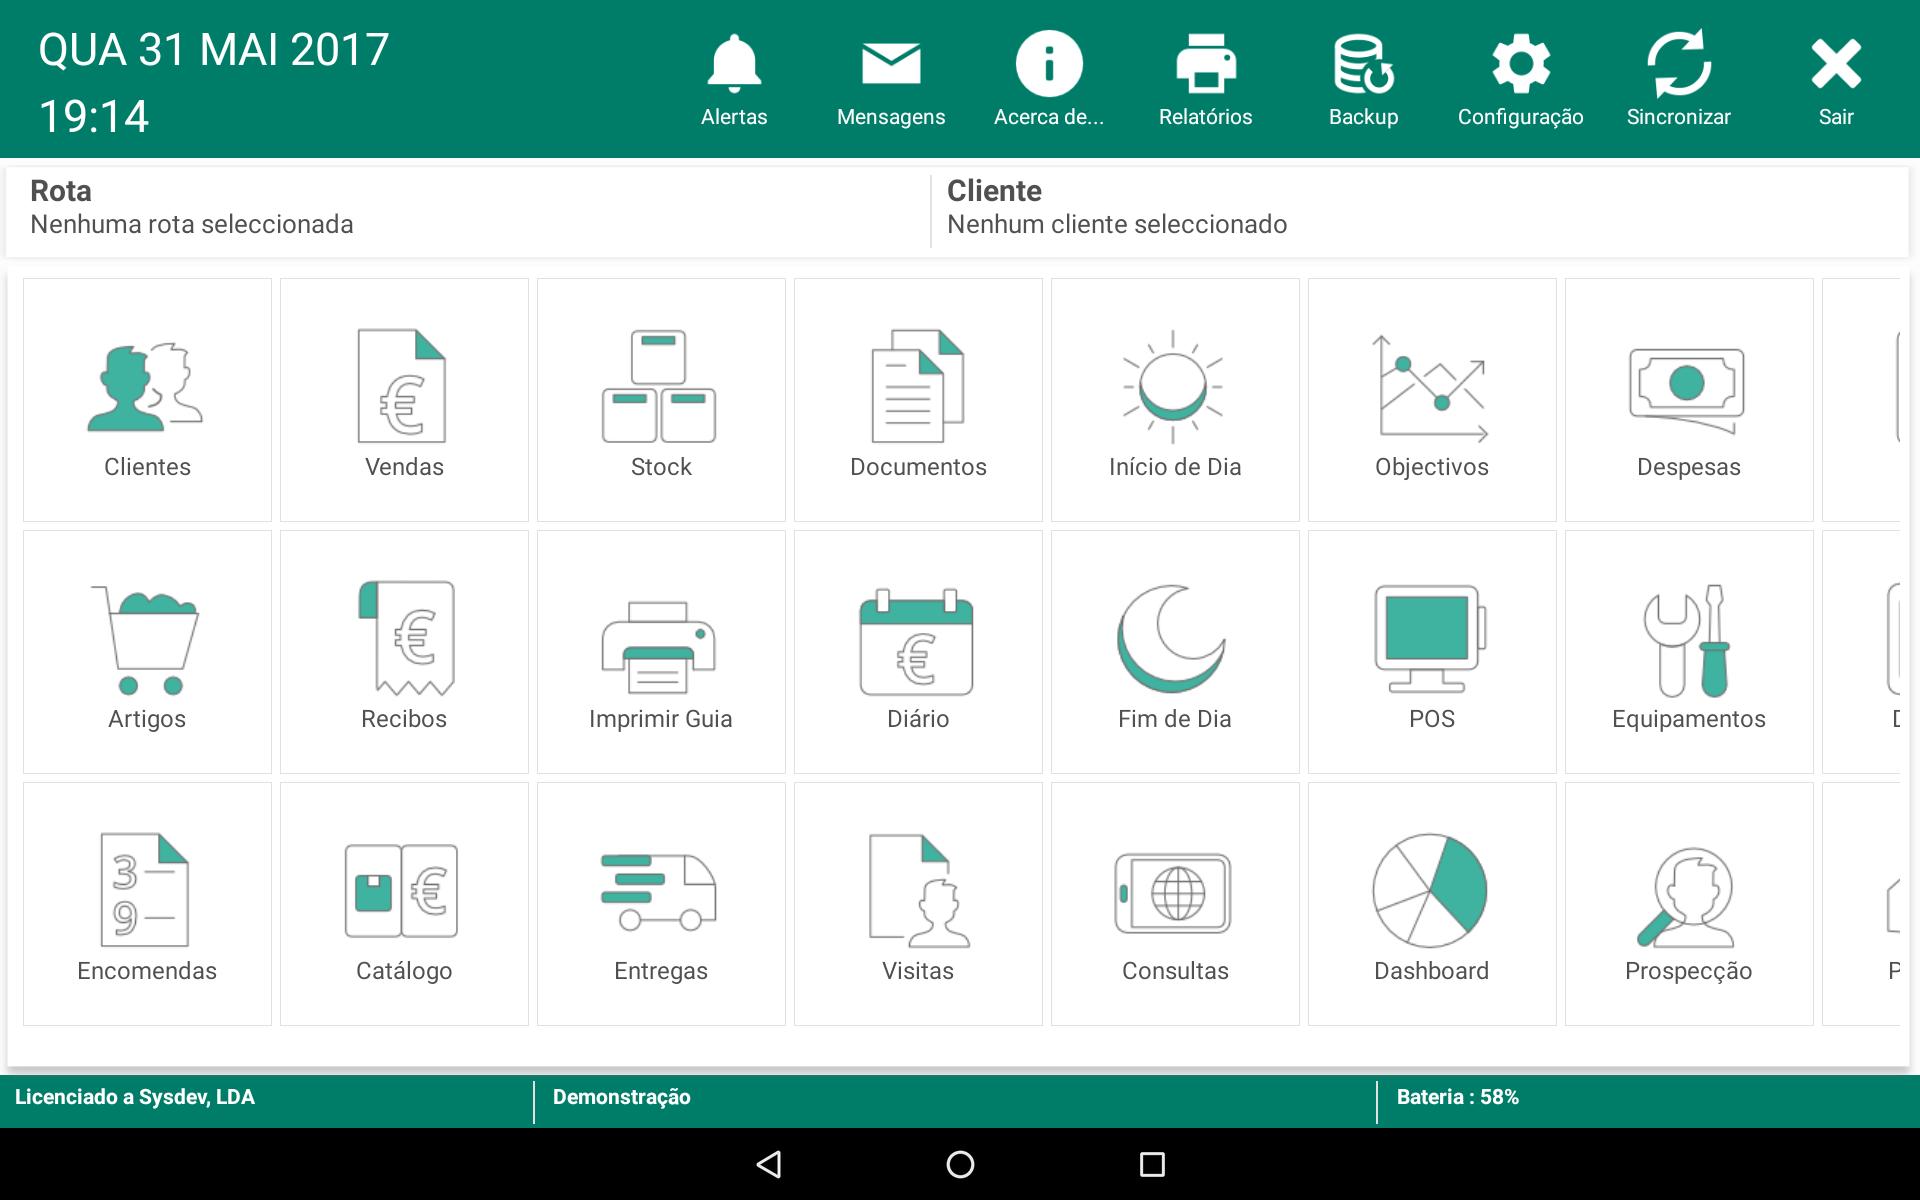 QUA 31 MAI 2017
19:14
Alertas
Mensagens
Acerca de...
Relatórios
Backup
Configuração
Sincronizar
Sair
Rota
Nenhuma rota seleccionada
Cliente
Nenhum cliente seleccionado
€
Clientes
Vendas
Stock
Documentos
Início de Dia
Objectivos
Despesas
€
€
Artigos
Recibos
Imprimir Guia
Diário
Fim de Dia
POS
Equipamentos
3
9
€
Encomendas
Catálogo
Entregas
Visitas
Consultas
Dashboard
Prospecção
P
Licenciado a Sysdev, LDA
Demonstração
Bateria : 58%